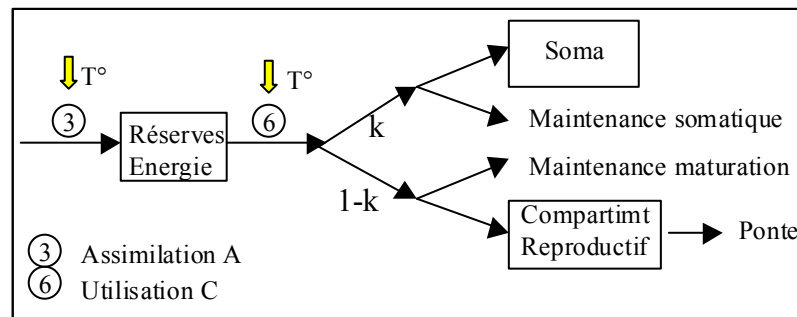 T°
3
Réserves
Energie
T°
6
k
1-k
Soma
Maintenance somatique
Maintenance maturation
Compartimt
Reproductif
Ponte
3 Assimilation A
6 Utilisation C